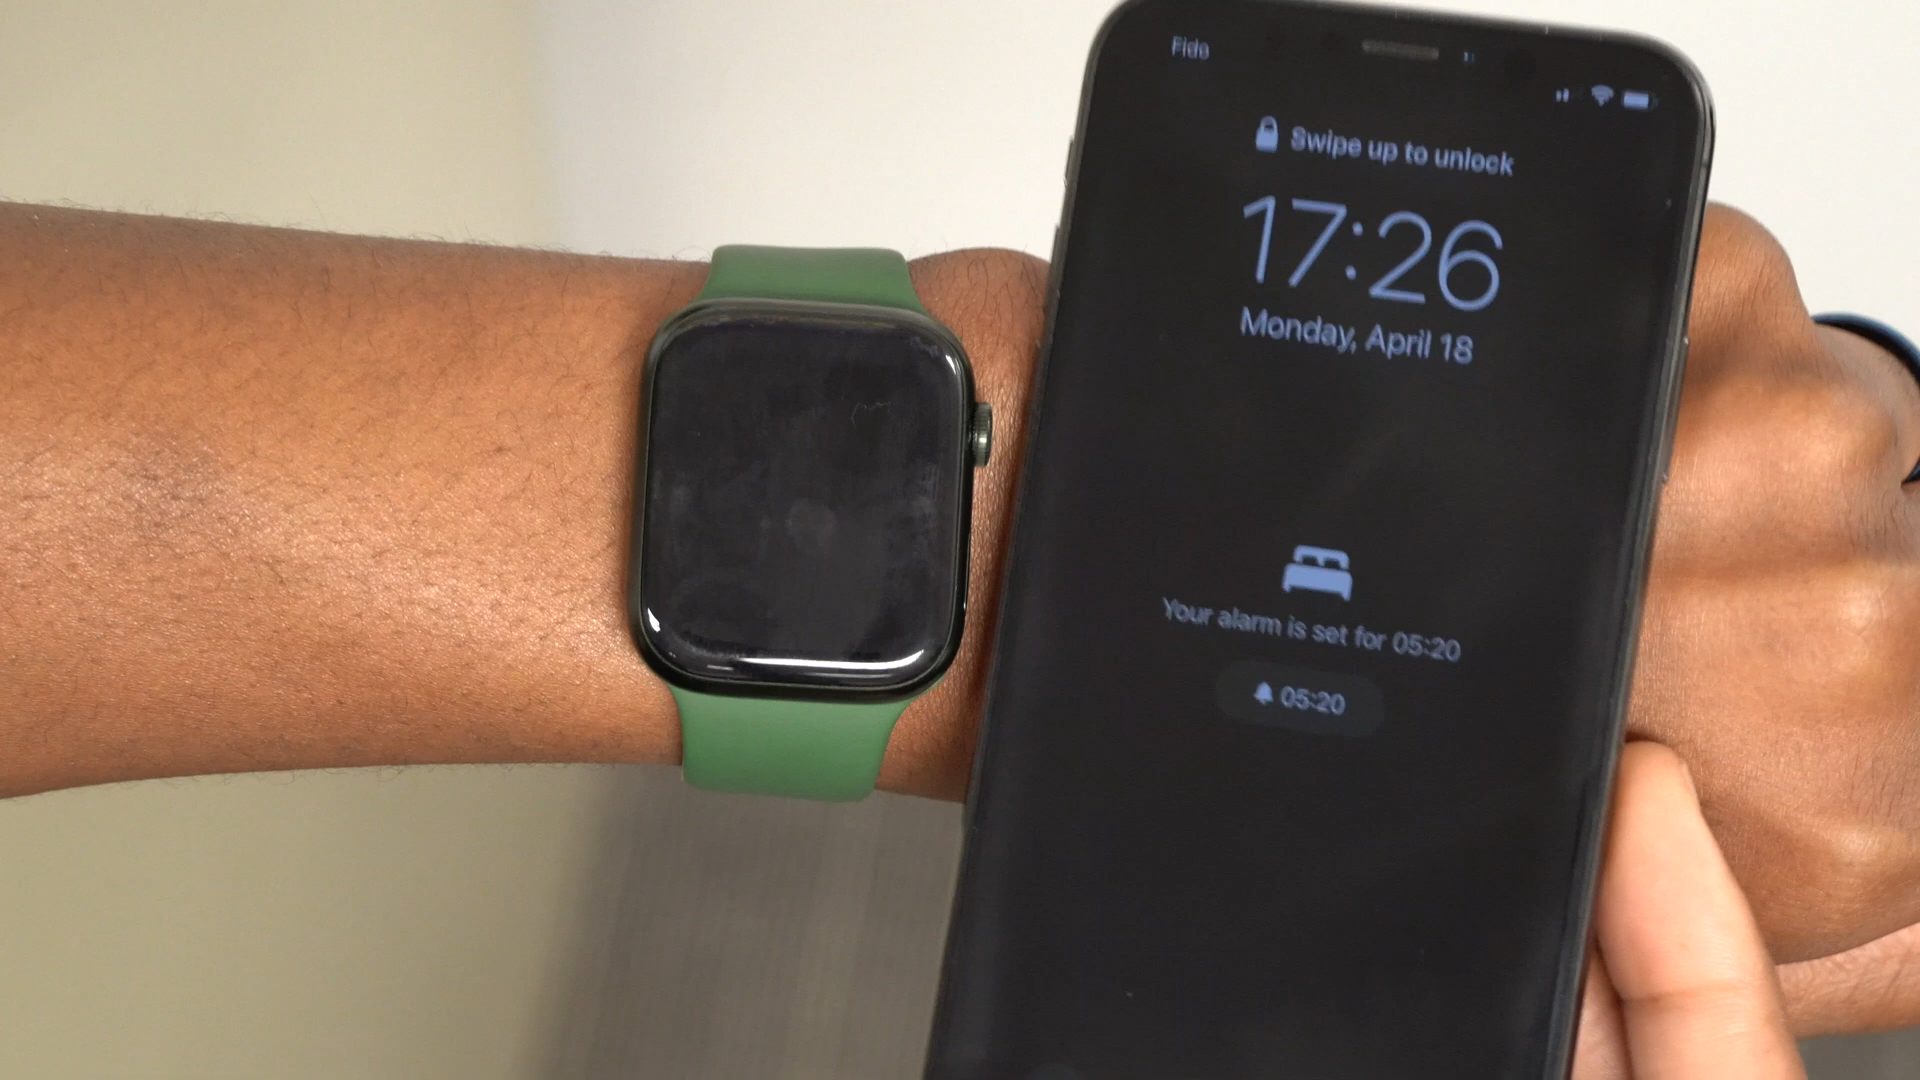 Fido
Swipe up to unlock
17:26
Monday, April 18
Your alarm is set for 05:20
05:20